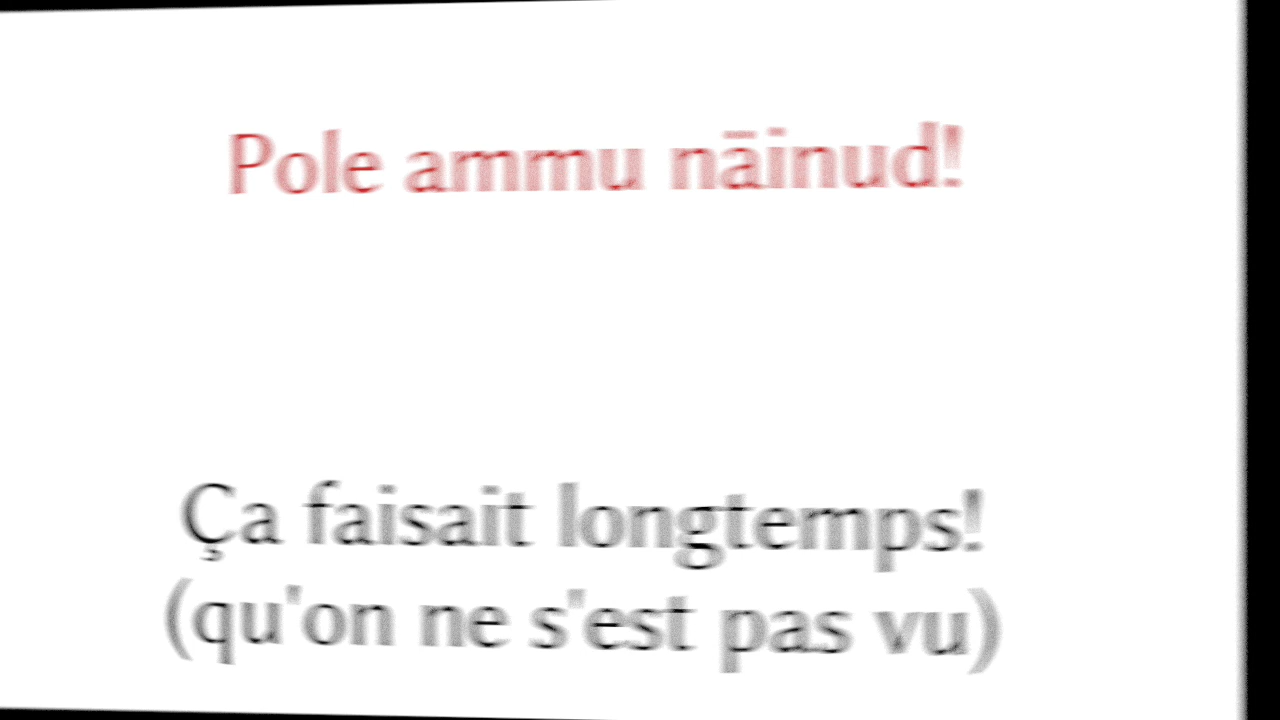 Pole ammu näinud!
Ça faisait longtemps!
(qu'on ne s'est pas vu)